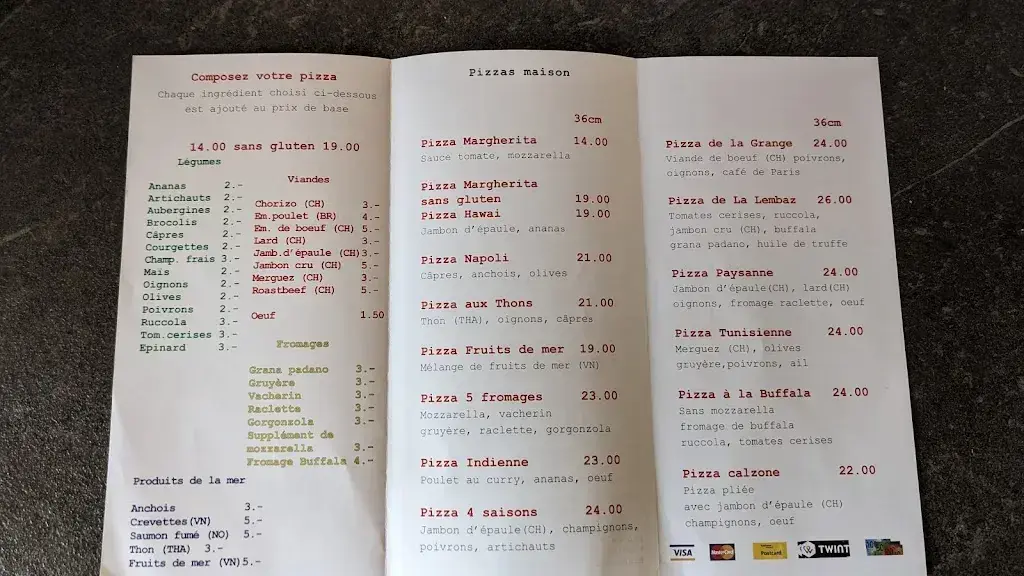 Composez votre pizza
Chaque ingrédient choisi ci-dessous
est ajouté au prix de base
14.00 sans gluten 19.00
Légumes
Ananas 2.-
Artichauts 2.-
Aubergines 2.-
Brocolis 2.-
Câpres 2.-
Courgettes 2.-
Champ. frais 3.-
Maïs 2.-
Oignons 2.-
Olives 2.-
Poivrons 2.-
Ruccola 3.-
Tom.cerises 3.-
Epinard 3.-
Viandes
Chorizo (CH) 3.-
Em.poulet (BR) 4.-
Em. de boeuf (CH) 5.-
Lard (CH) 3.-
Jamb.d'épaule (CH) 3.-
Jambon cru (CH) 5.-
Merguez (CH) 3.-
Roastbeef (CH) 5.-
Oeuf 1.50
Fromages
Grana padano 3.-
Gruyère 3.-
Vacherin 3.-
Raclette 3.-
Gorgonzola 3.-
Supplément de
mozzarella 3.-
Fromage Buffala 4.-
Produits de la mer
Anchois 3.-
Crevettes(VN) 5.-
Saumon fumé (NO) 5.-
Thon (THA) 3.-
Fruits de mer (VN)5.-
Pizzas maison
36cm
Pizza Margherita 14.00
Sauce tomate, mozzarella
Pizza Margherita
sans gluten 19.00
Pizza Hawai 19.00
Jambon d'épaule, ananas
Pizza Napoli 21.00
Câpres, anchois, olives
Pizza aux Thons 21.00
Thon (THA), oignons, câpres
Pizza Fruits de mer 19.00
Mélange de fruits de mer (VN)
Pizza 5 fromages 23.00
Mozzarella, vacherin
gruyère, raclette, gorgonzola
Pizza Indienne 23.00
Poulet au curry, ananas, oeuf
Pizza 4 saisons 24.00
Jambon d'épaule(CH), champignons,
poivrons, artichauts
36cm
Pizza de la Grange 24.00
Viande de boeuf (CH) poivrons,
oignons, café de Paris
Pizza de La Lembaz 26.00
Tomates cerises, ruccola,
jambon cru (CH), buffala
grana padano, huile de truffe
Pizza Paysanne 24.00
Jambon d'épaule(CH), lard(CH)
oignons, fromage raclette, oeuf
Pizza Tunisienne 24.00
Merguez (CH), olives
gruyère,poivrons, ail
Pizza à la Buffala 24.00
Sans mozzarella
fromage de buffala
ruccola, tomates cerises
Pizza calzone 22.00
Pizza pliée
avec jambon d'épaule (CH)
champignons, oeuf
VISA MasterCard Postcard TWINT